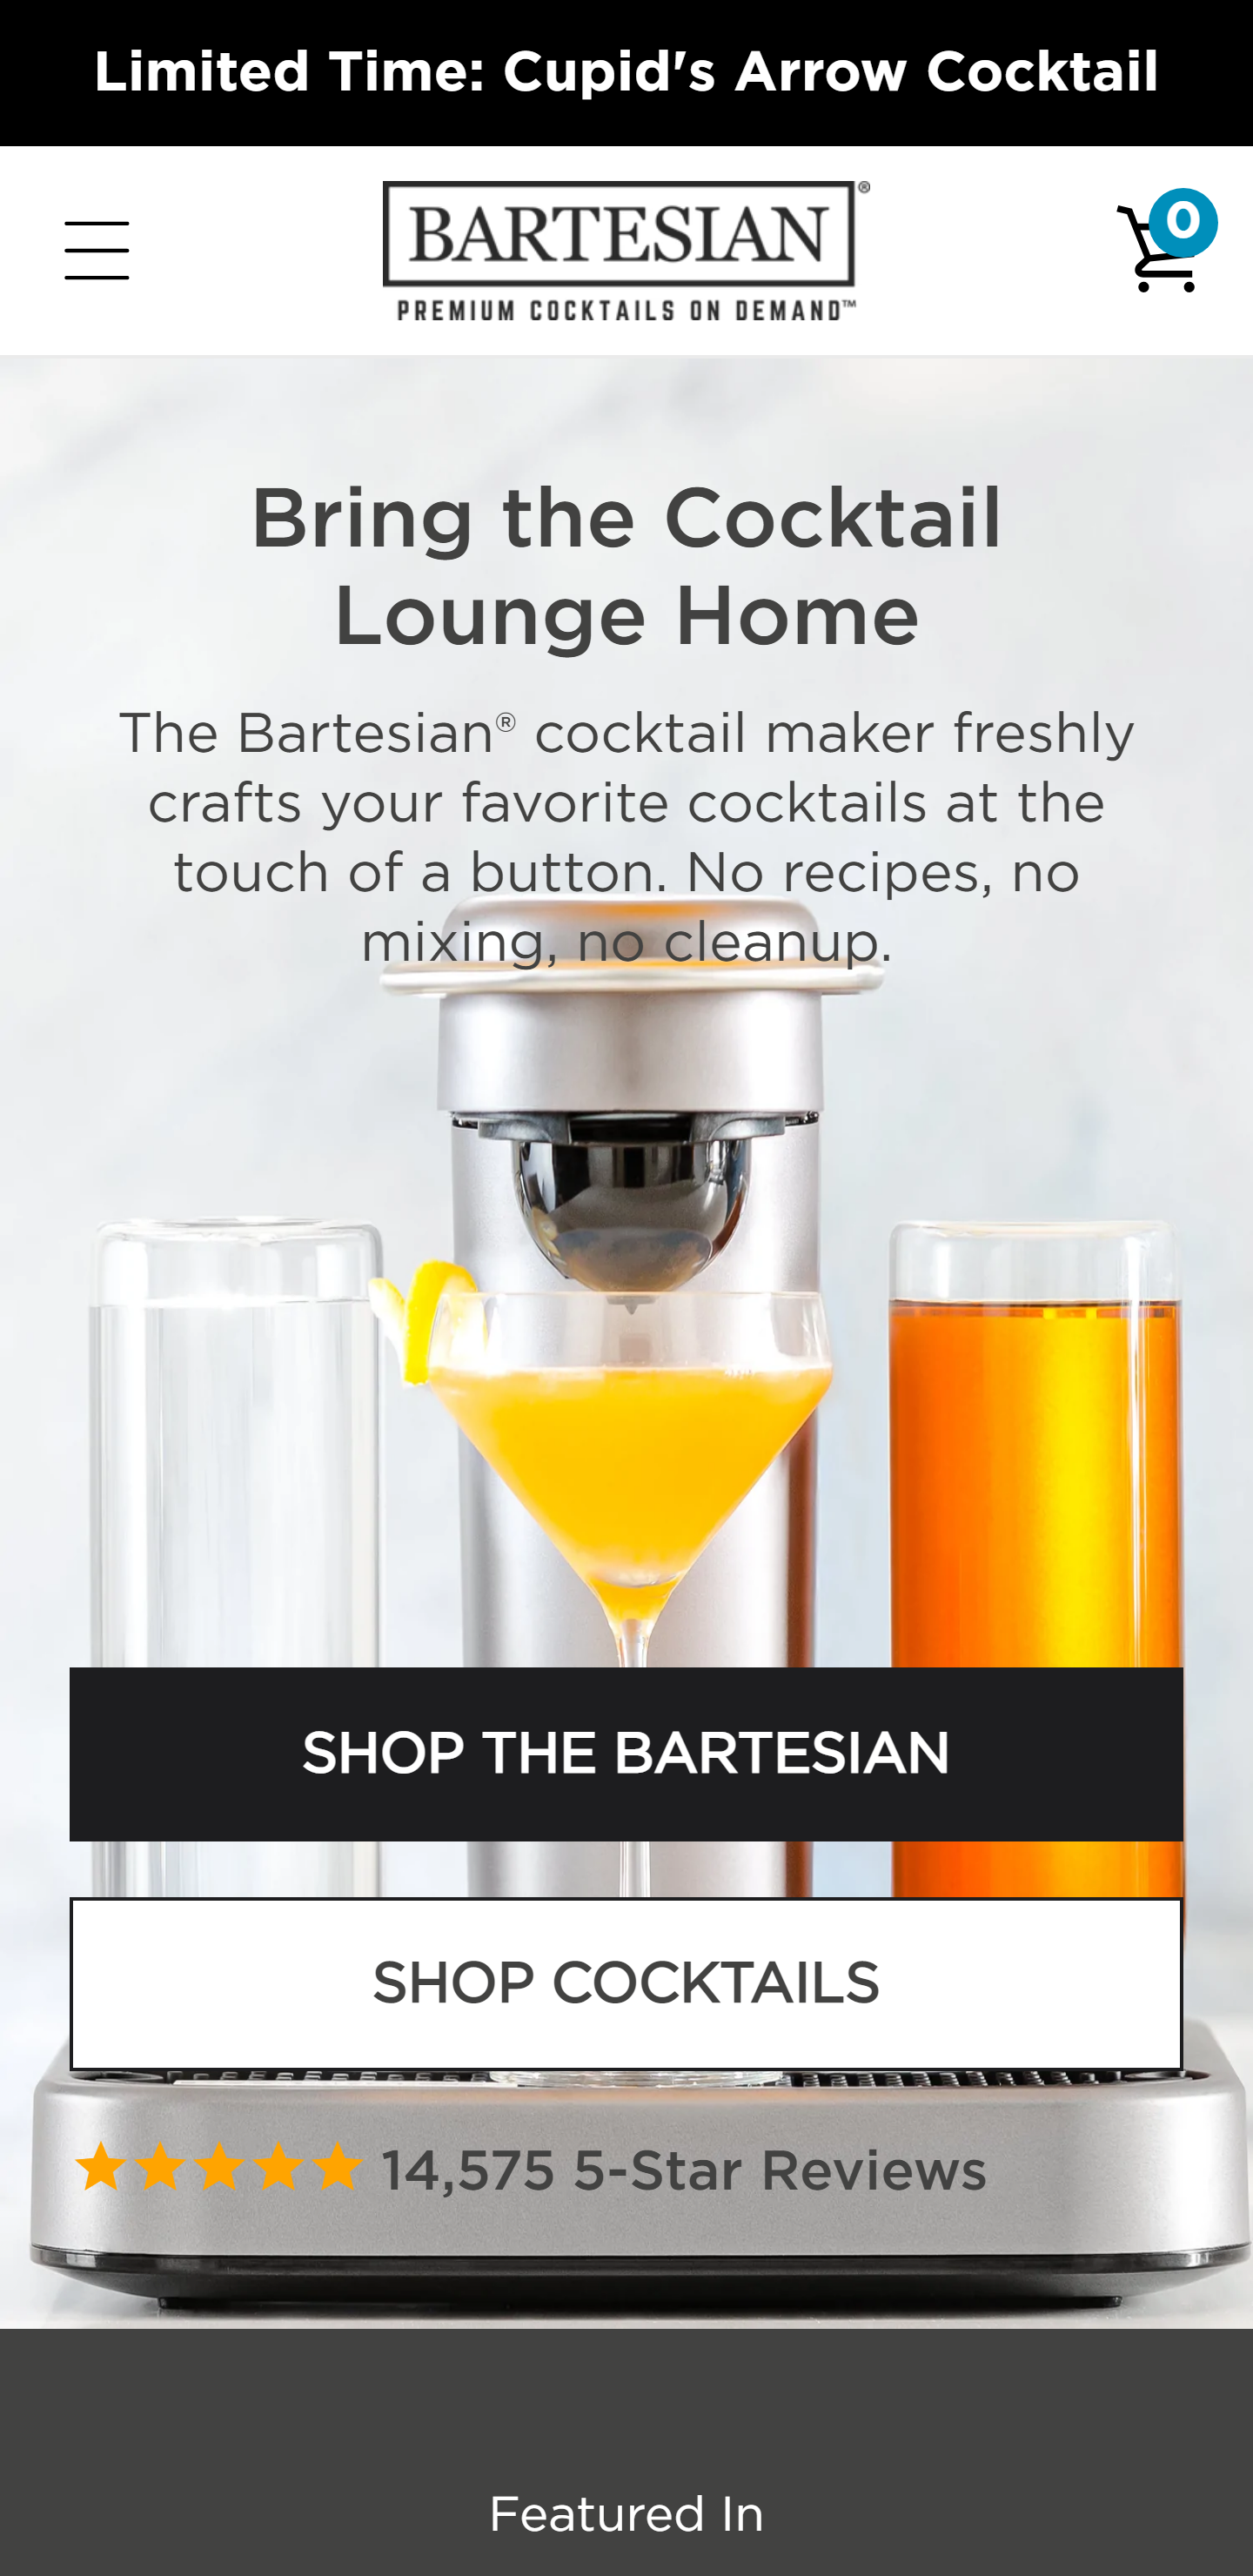 Limited Time: Cupid's Arrow Cocktail
BARTESIAN®
PREMIUM COCKTAILS ON DEMAND™
0
Bring the Cocktail
Lounge Home
The Bartesian® cocktail maker freshly
crafts your favorite cocktails at the
touch of a button. No recipes, no
mixing, no cleanup.
SHOP THE BARTESIAN
SHOP COCKTAILS
14,575 5-Star Reviews
Featured In